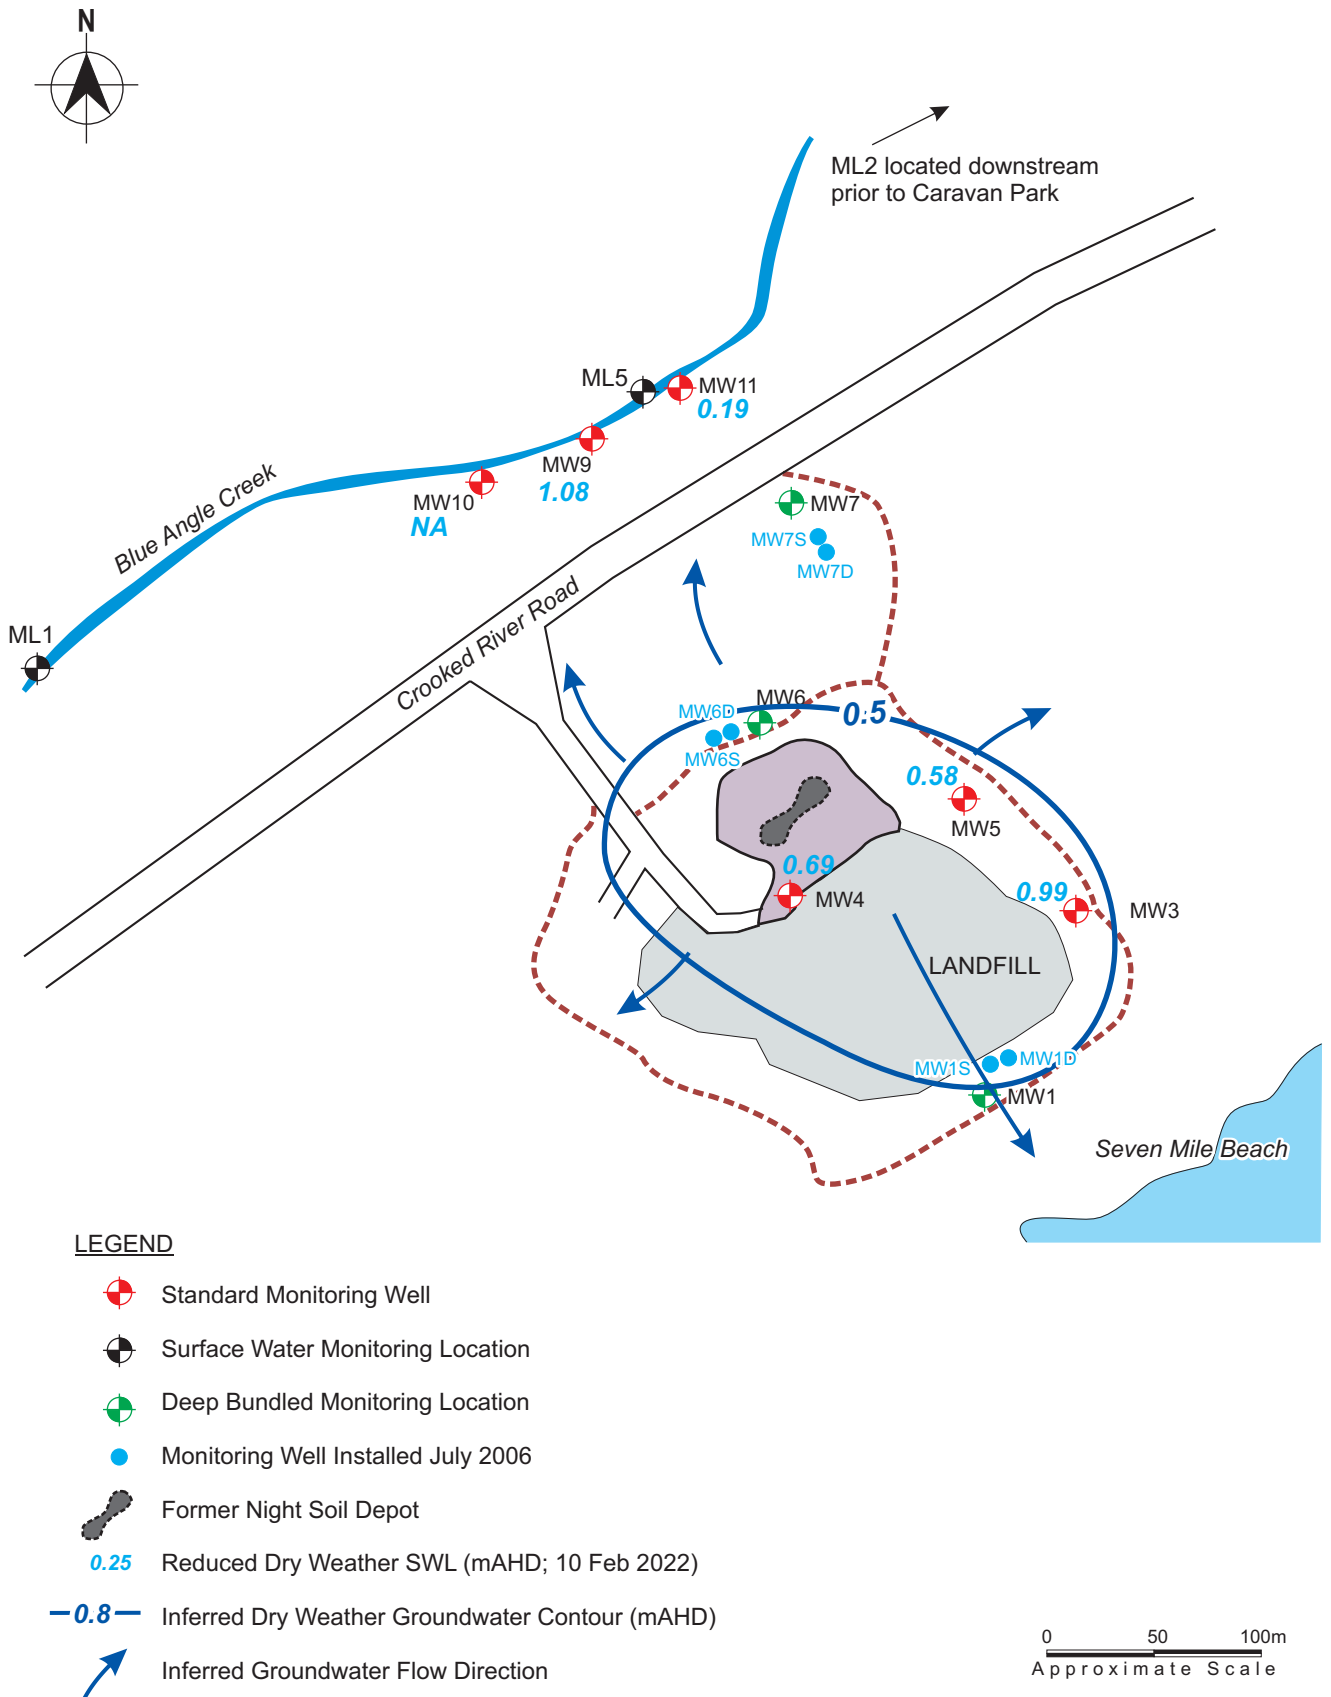 N
ML2 located downstream
prior to Caravan Park
ML5
MW11
0.19
MW9
1.08
MW10
NA
Blue Angle Creek
ML1
Crooked River Road
MW7
MW7S
MW7D
MW6
MW6D
MW6S
0.5
0.58
MW5
0.69
MW4
0.99
MW3
LANDFILL
MW1S
MW1D
MW1
Seven Mile Beach
LEGEND
Standard Monitoring Well
Surface Water Monitoring Location
Deep Bundled Monitoring Location
Monitoring Well Installed July 2006
Former Night Soil Depot
0.25 Reduced Dry Weather SWL (mAHD; 10 Feb 2022)
0.8 Inferred Dry Weather Groundwater Contour (mAHD)
Inferred Groundwater Flow Direction
0 50 100m
Approximate Scale